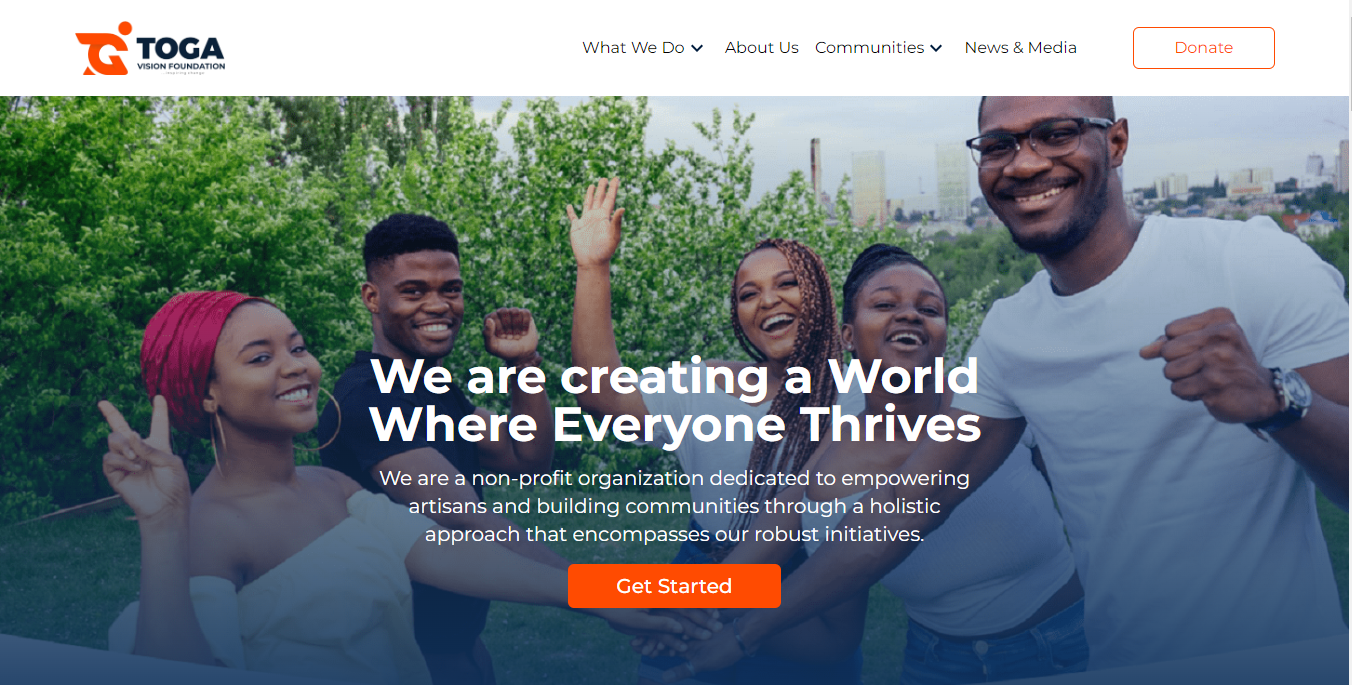 TOGA
VISION FOUNDATION
...inspiring change
What We Do
About Us
Communities
News & Media
Donate
We are creating a World
Where Everyone Thrives
We are a non-profit organization dedicated to empowering
artisans and building communities through a holistic
approach that encompasses our robust initiatives.
Get Started